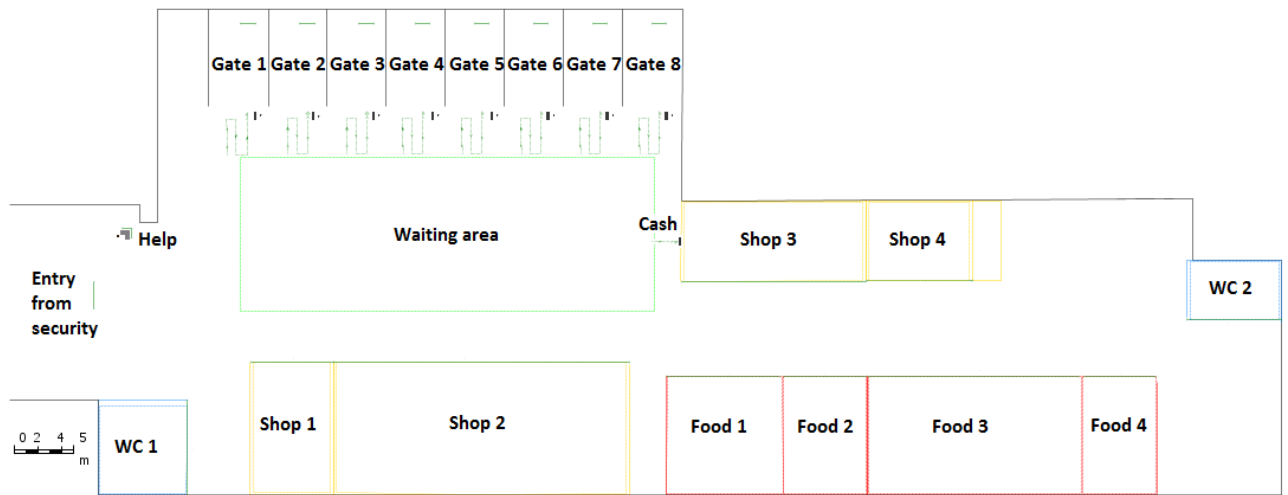 Gate 1 Gate 2 Gate 3 Gate 4 Gate 5 Gate 6 Gate 7 Gate 8
Help
Waiting area
Cash
Shop 3
Shop 4
Entry
from
security
WC 2
Shop 1
Shop 2
Food 1
Food 2
Food 3
Food 4
WC 1
0 2 4 5
m